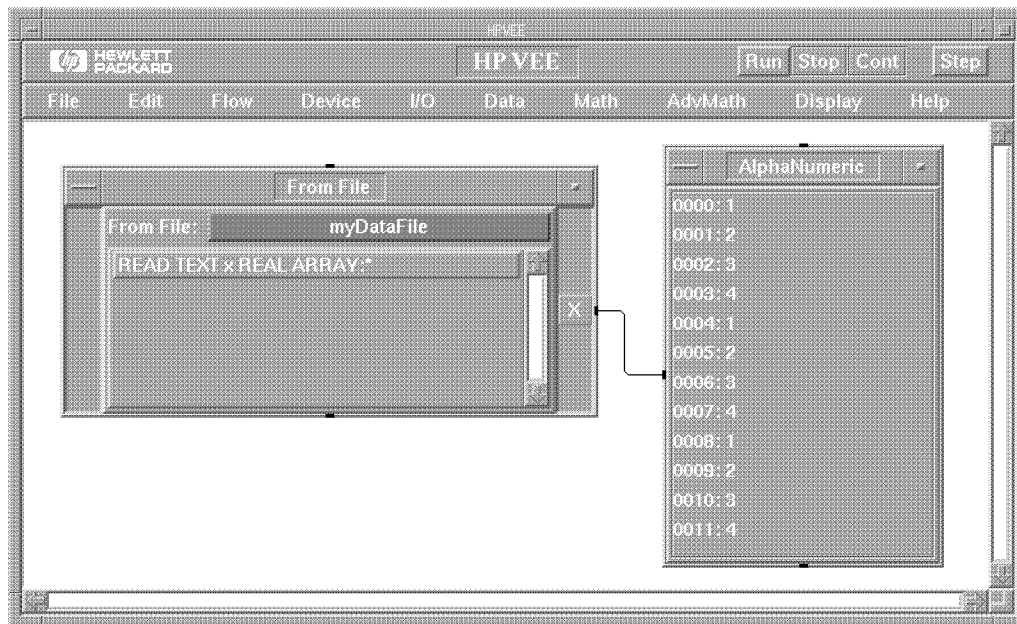 HPVEE
hp HEWLETT PACKARD HP VEE Run Stop Cont Step
File Edit Flow Device I/O Data Math AdvMath Display Help
From File
From File: myDataFile
READ TEXT x REAL ARRAY:*
X
AlphaNumeric
0000: 1
0001: 2
0002: 3
0003: 4
0004: 1
0005: 2
0006: 3
0007: 4
0008: 1
0009: 2
0010: 3
0011: 4